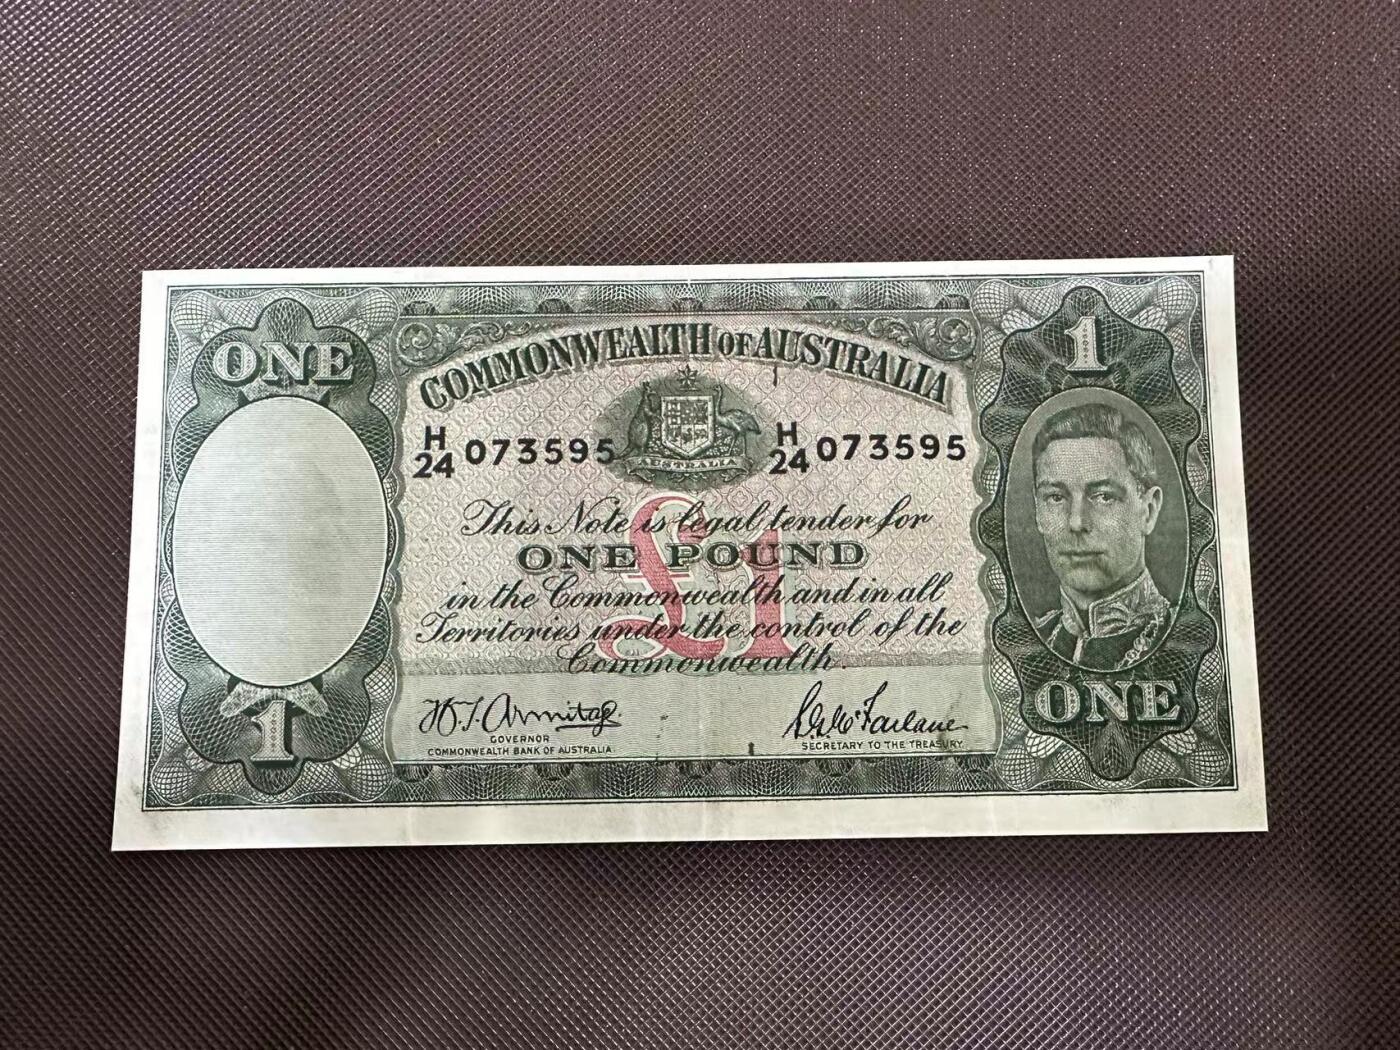 COMMONWEALTH OF AUSTRALIA
ONE
1
H
24 073595
H
24 073595
AUSTRALIA
This Note is legal tender for
ONE POUND
in the Commonwealth and in all
Territories under the control of the
Commonwealth.
£1
H.T. Armitage
GOVERNOR
COMMONWEALTH BANK OF AUSTRALIA
S.G. McFarlane
SECRETARY TO THE TREASURY.
1
ONE